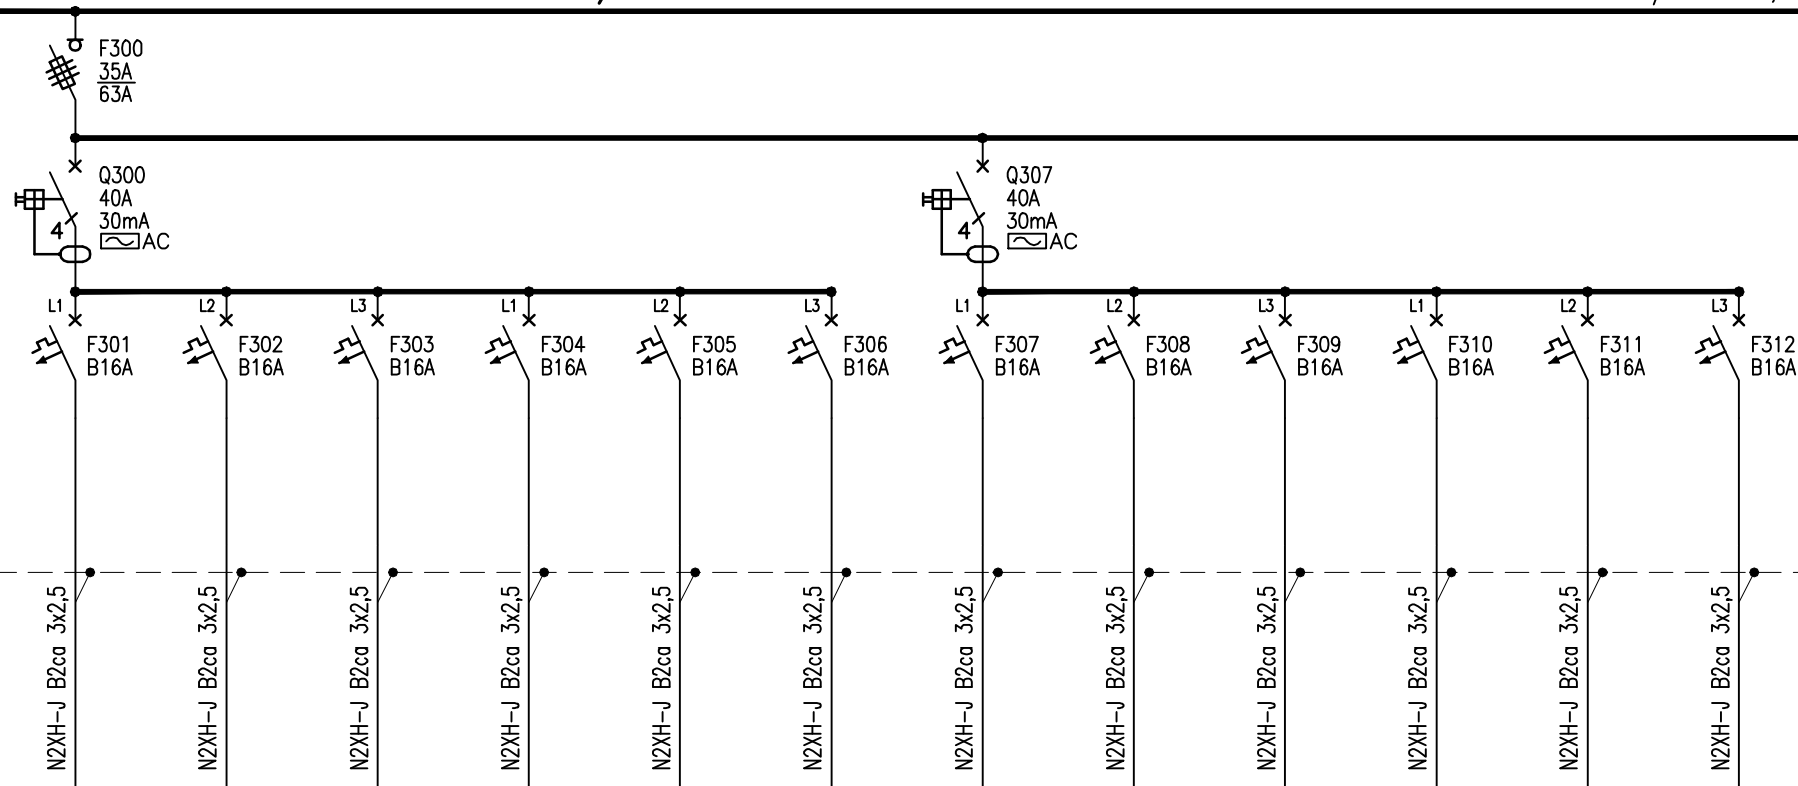 F300
35A
63A
Q300
40A
30mA
AC
4
Q307
40A
30mA
AC
4
L1
L2
L3
L1
L2
L3
L1
L2
L3
L1
L2
L3
F301
B16A
F302
B16A
F303
B16A
F304
B16A
F305
B16A
F306
B16A
F307
B16A
F308
B16A
F309
B16A
F310
B16A
F311
B16A
F312
B16A
N2XH-J B2ca 3x2,5
N2XH-J B2ca 3x2,5
N2XH-J B2ca 3x2,5
N2XH-J B2ca 3x2,5
N2XH-J B2ca 3x2,5
N2XH-J B2ca 3x2,5
N2XH-J B2ca 3x2,5
N2XH-J B2ca 3x2,5
N2XH-J B2ca 3x2,5
N2XH-J B2ca 3x2,5
N2XH-J B2ca 3x2,5
N2XH-J B2ca 3x2,5